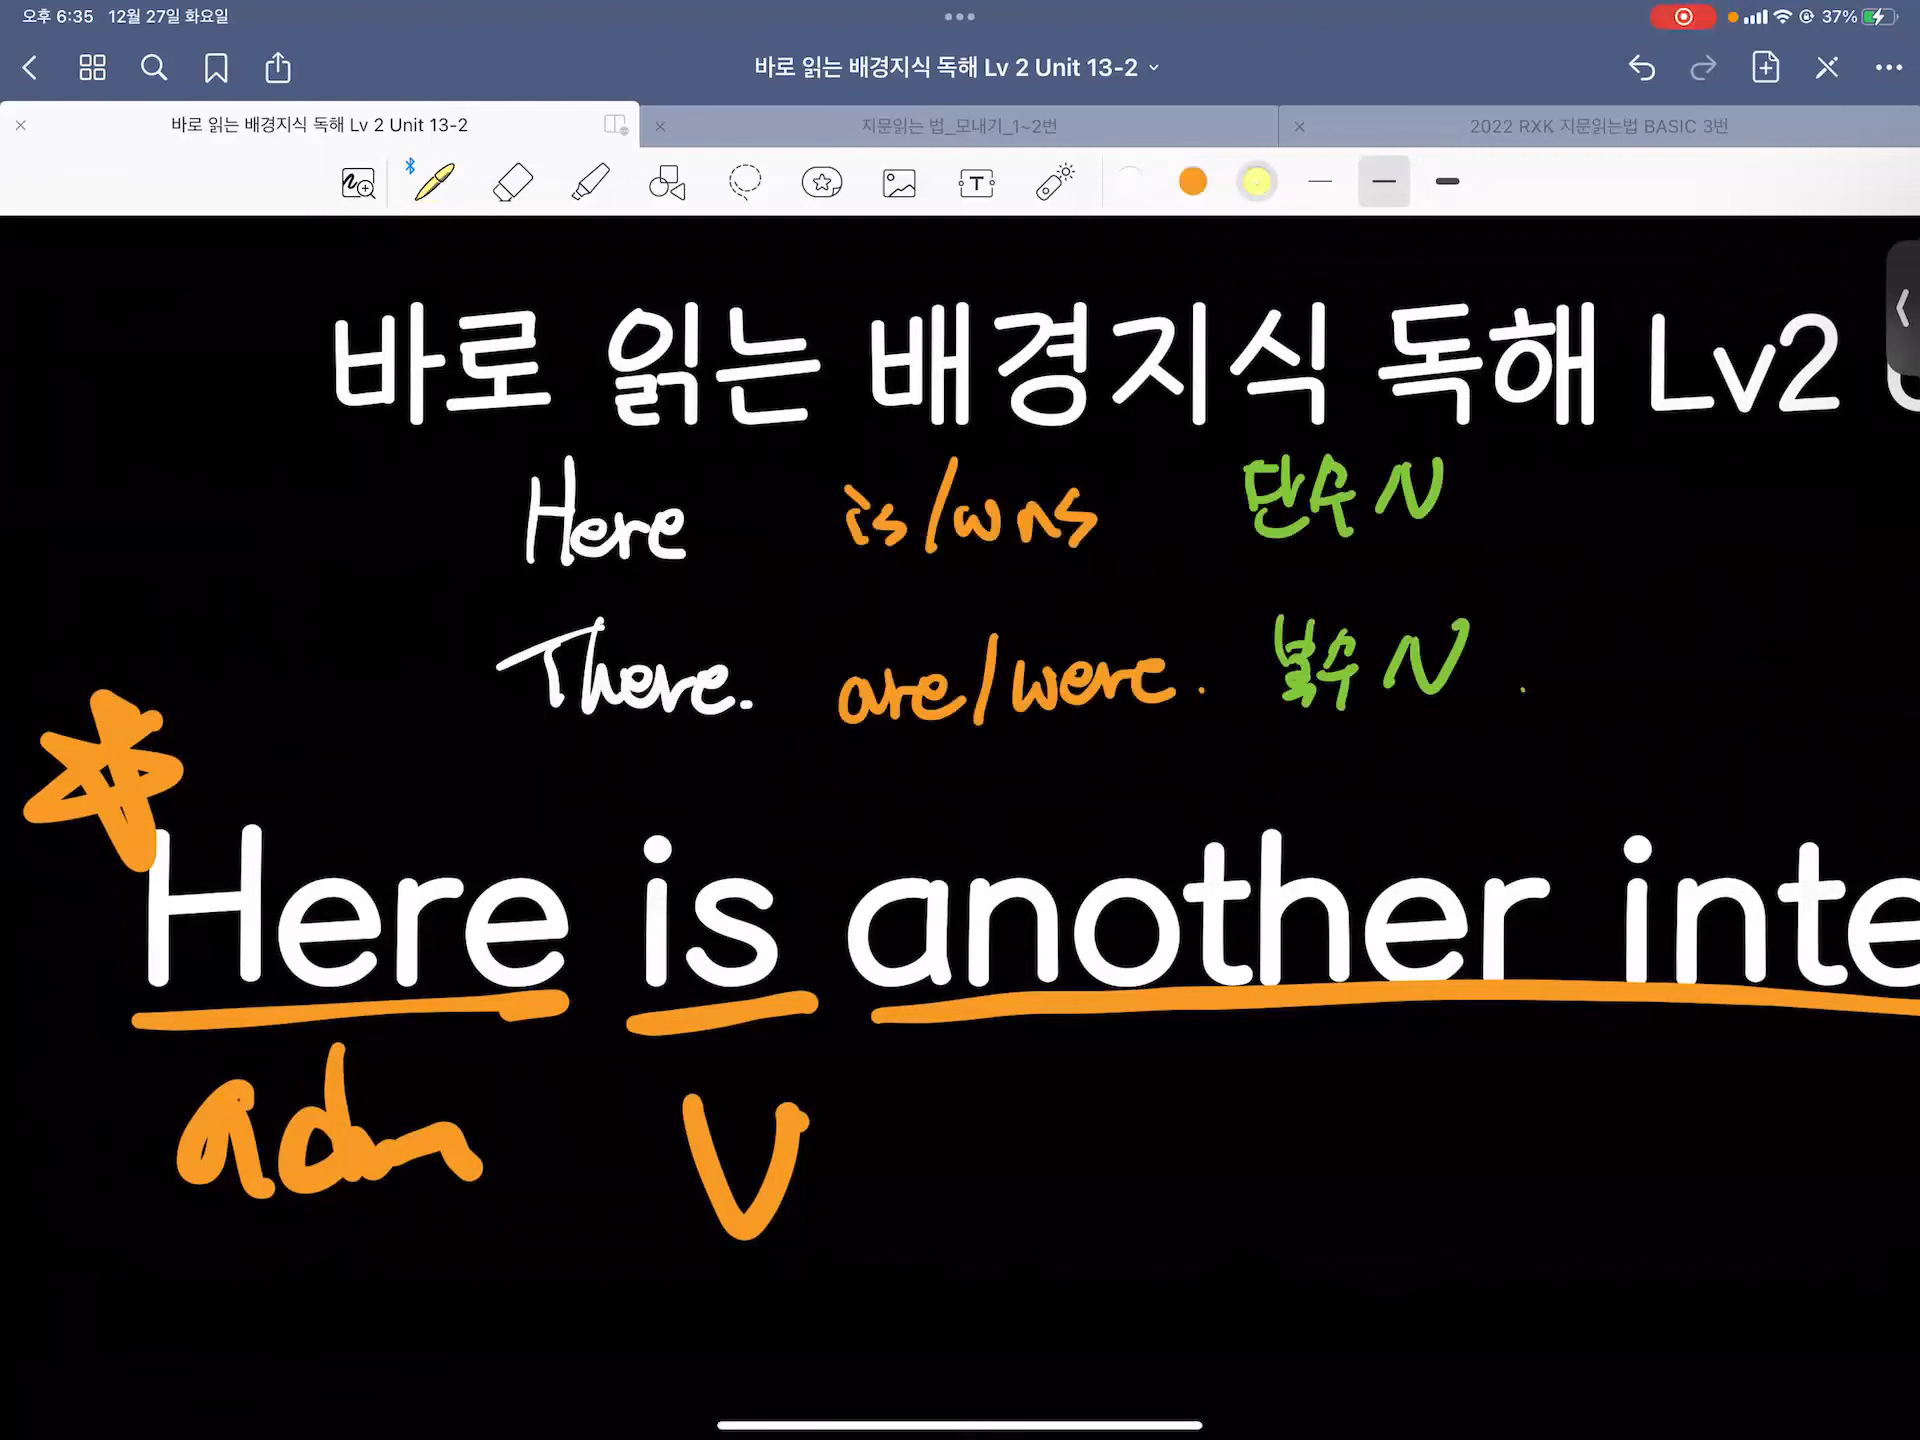 오후 6:35 12월 27일 화요일 37%
바로 읽는 배경지식 독해 Lv 2 Unit 13-2
바로 읽는 배경지식 독해 Lv 2 Unit 13-2 지문읽는 법_모내기_1~2번 2022 RXK 지문읽는법 BASIC 3번
바로 읽는 배경지식 독해 Lv2
Here is/was 단수 N
There. are/were. 복수 N .
Here is another inte
adv V